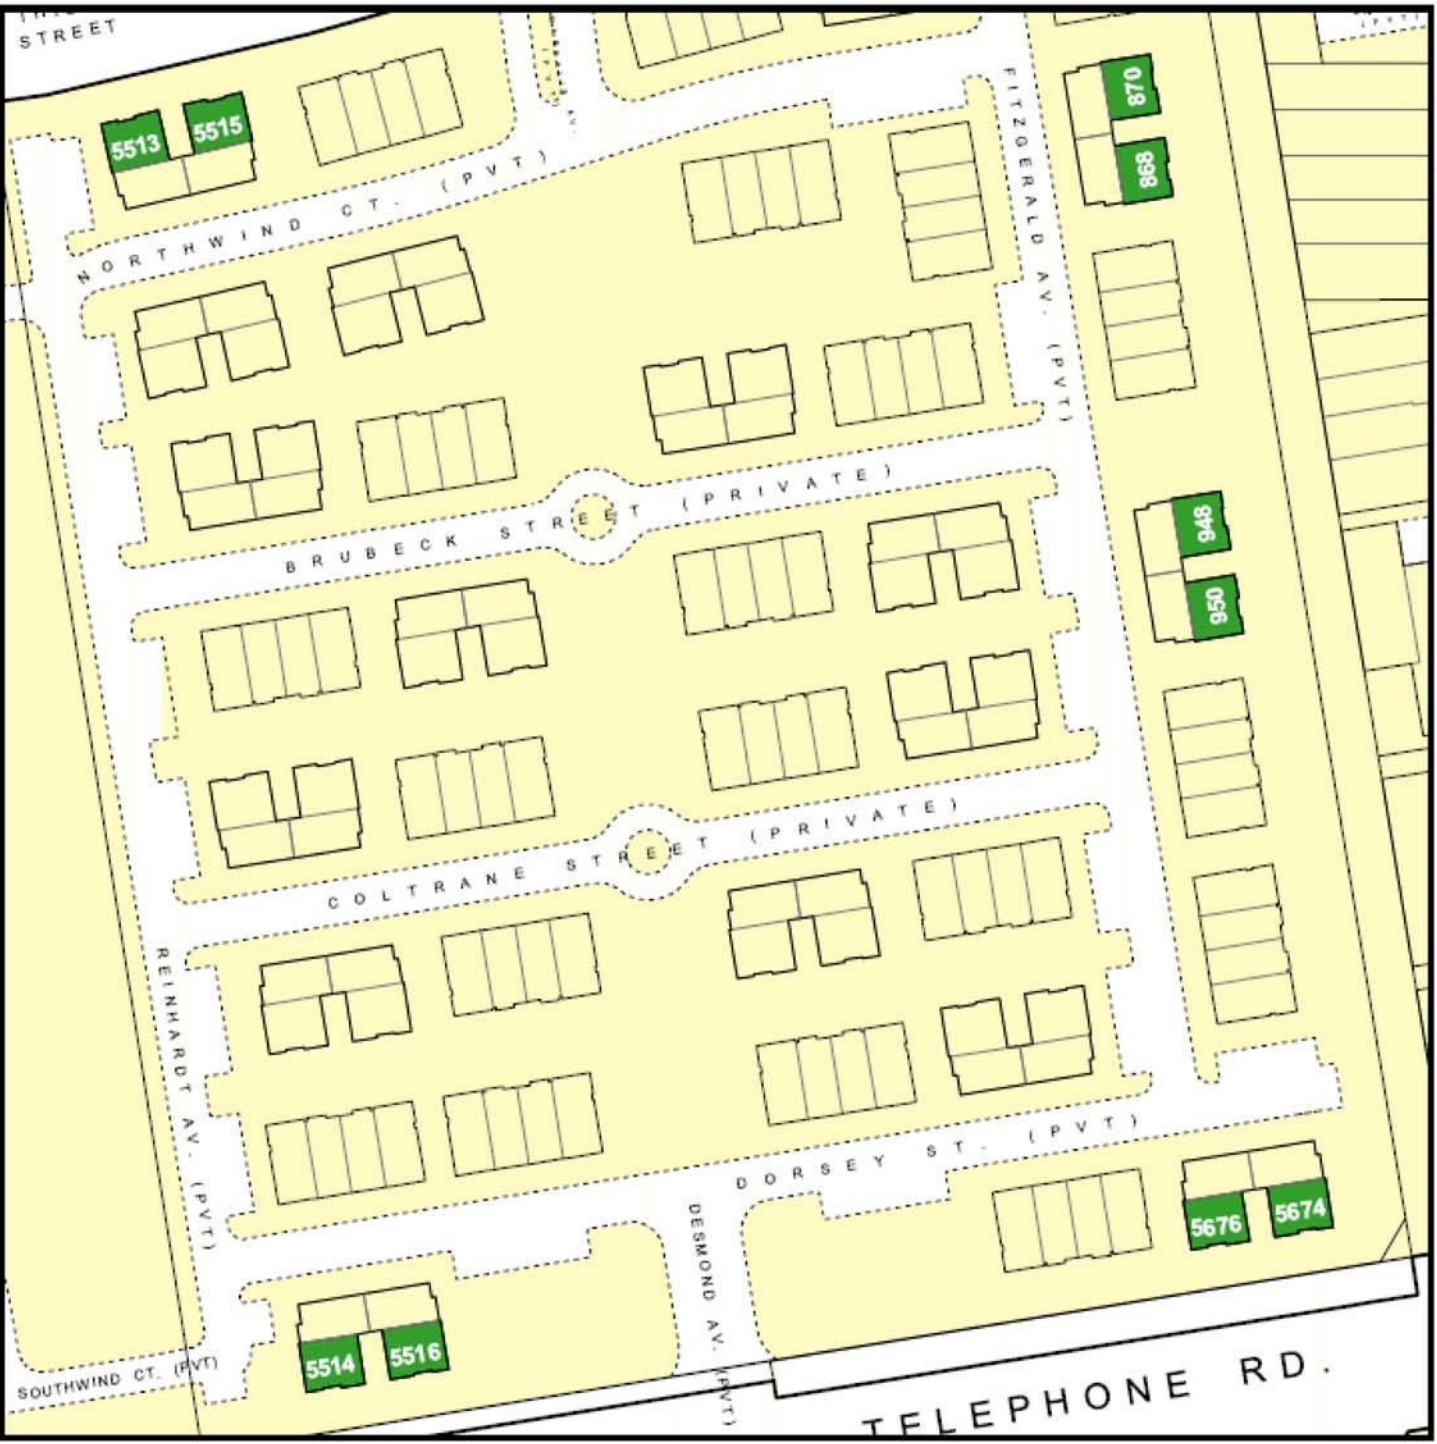 STREET
5513
5515
870
868
NORTHWIND CT. (PVT)
FITZGERALD AV. (PVT)
BRUBECK STREET (PRIVATE)
948
950
COLTRANE STREET (PRIVATE)
REINHARDT AV. (PVT)
DORSEY ST. (PVT)
DESMOND AV. (PVT)
5676
5674
5514
5516
SOUTHWIND CT. (PVT)
TELEPHONE RD.